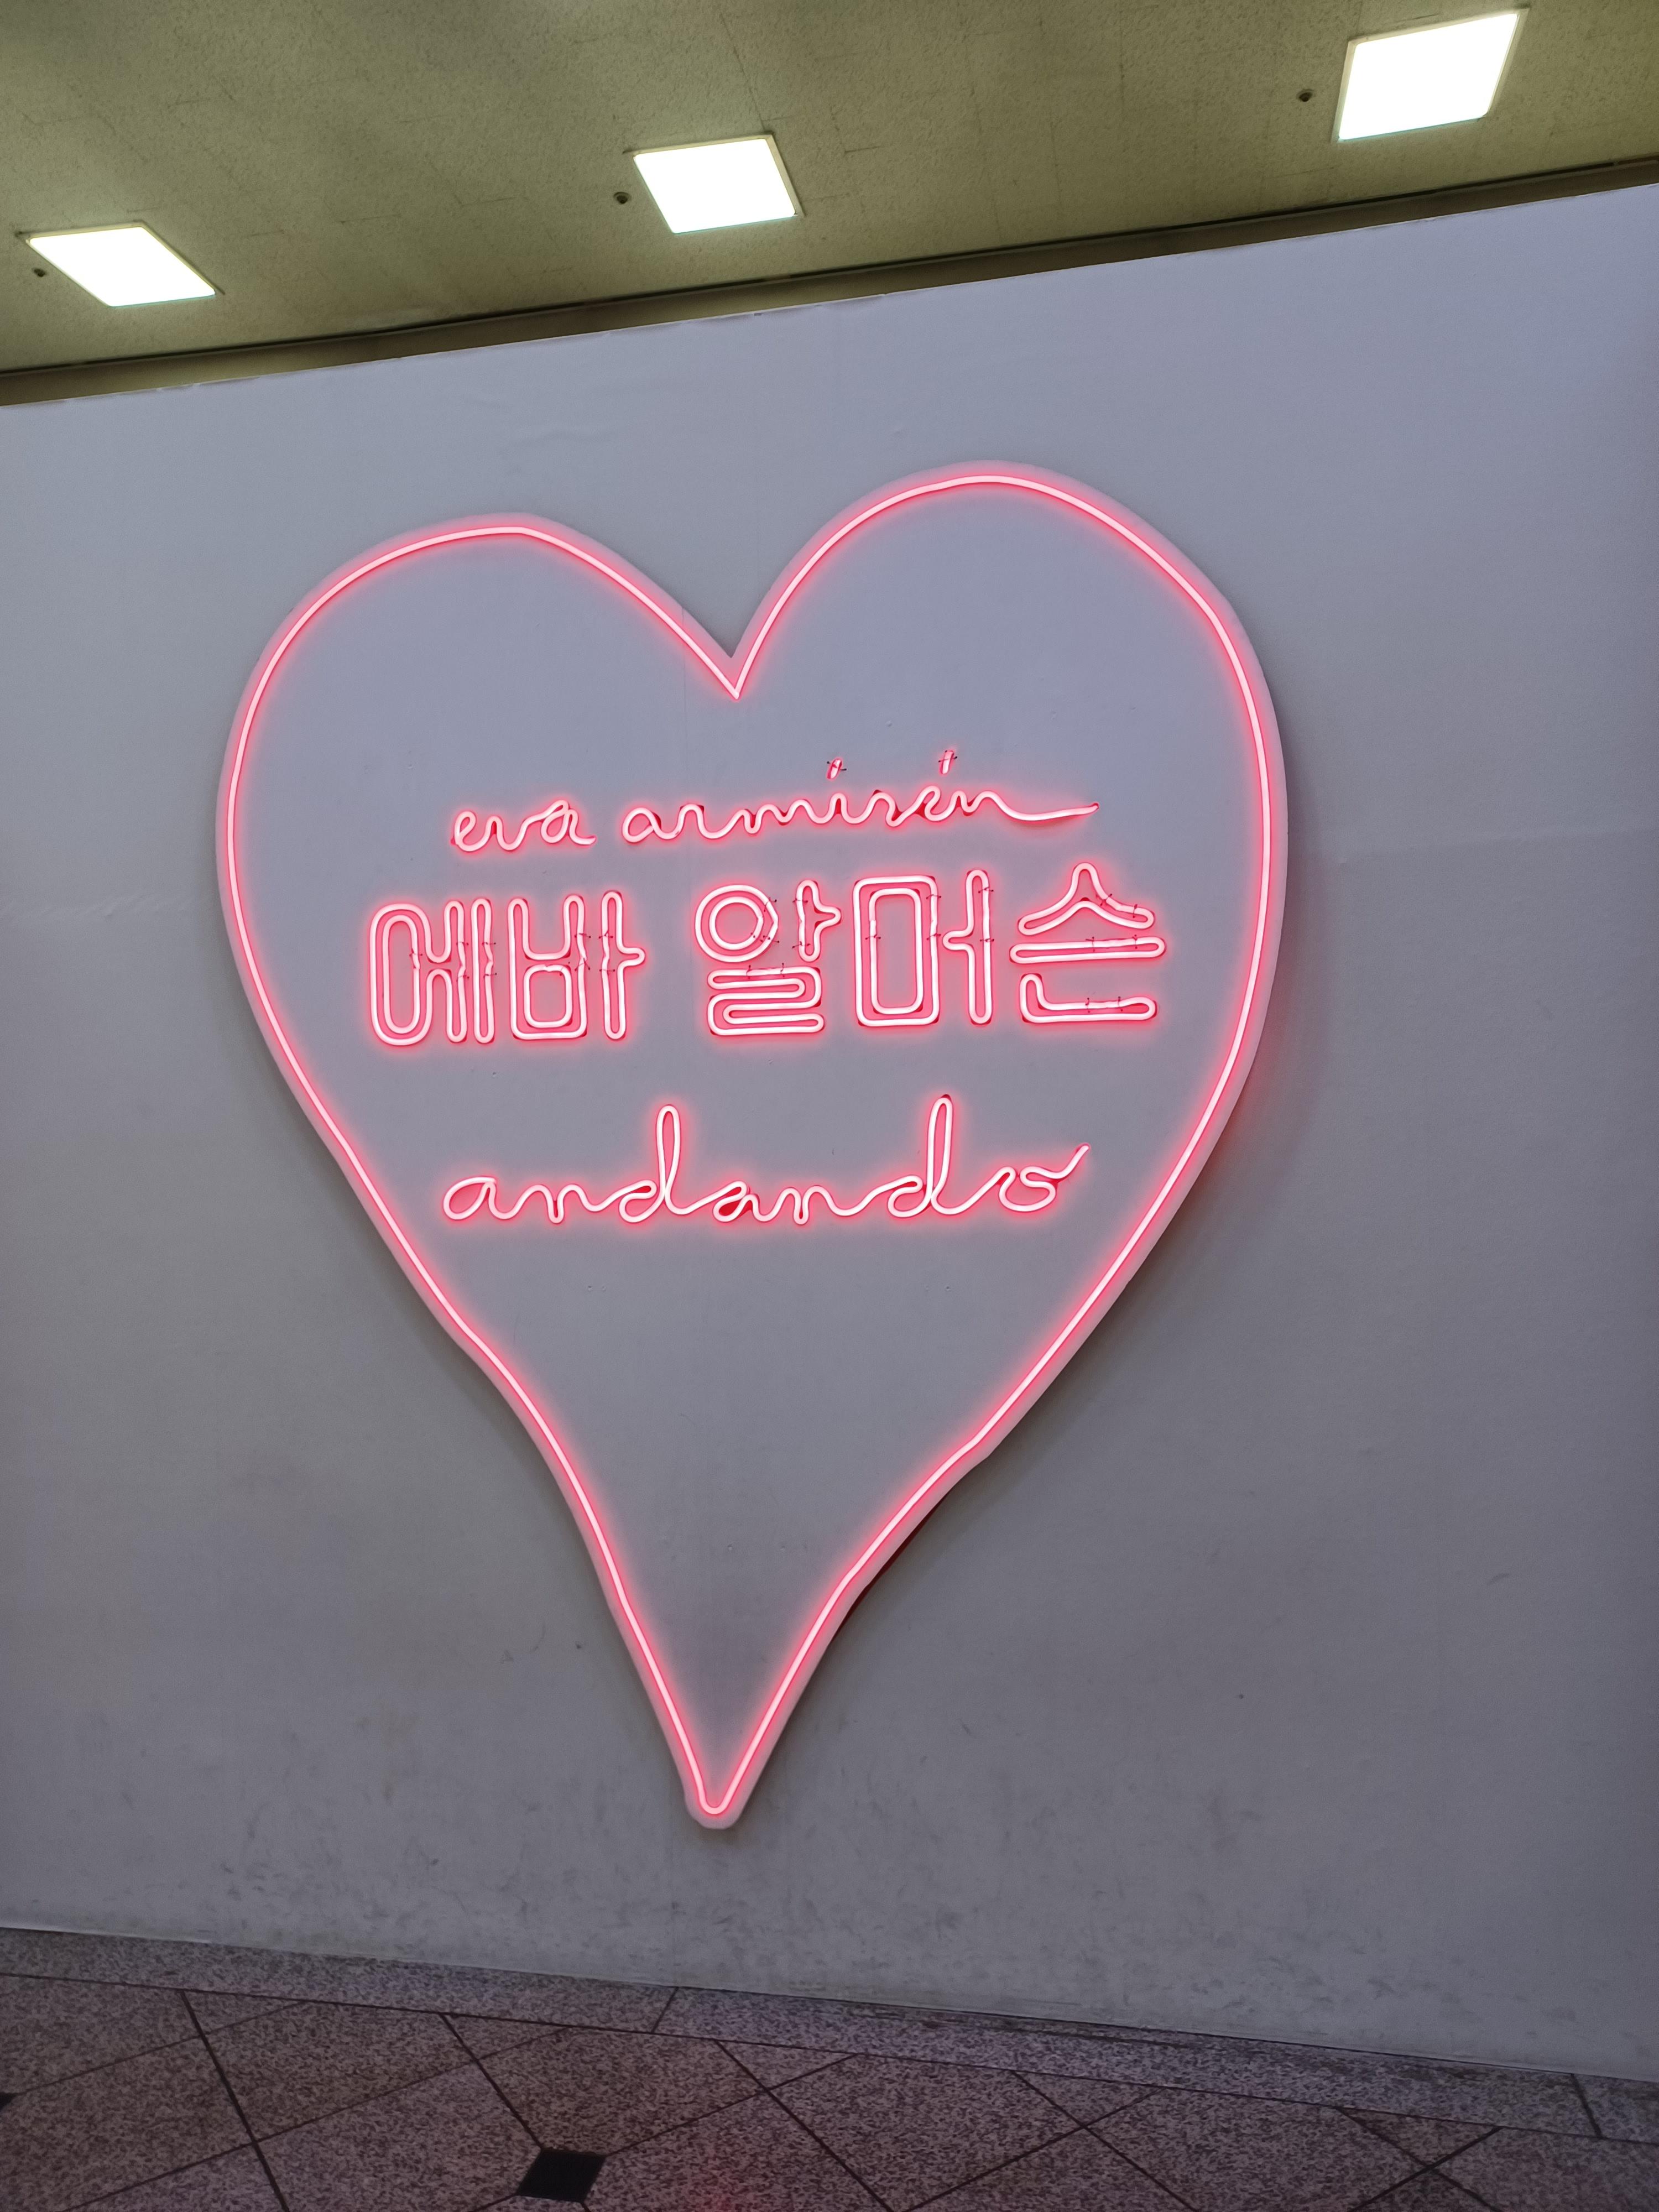 eva armisén
에바 알머슨
andando